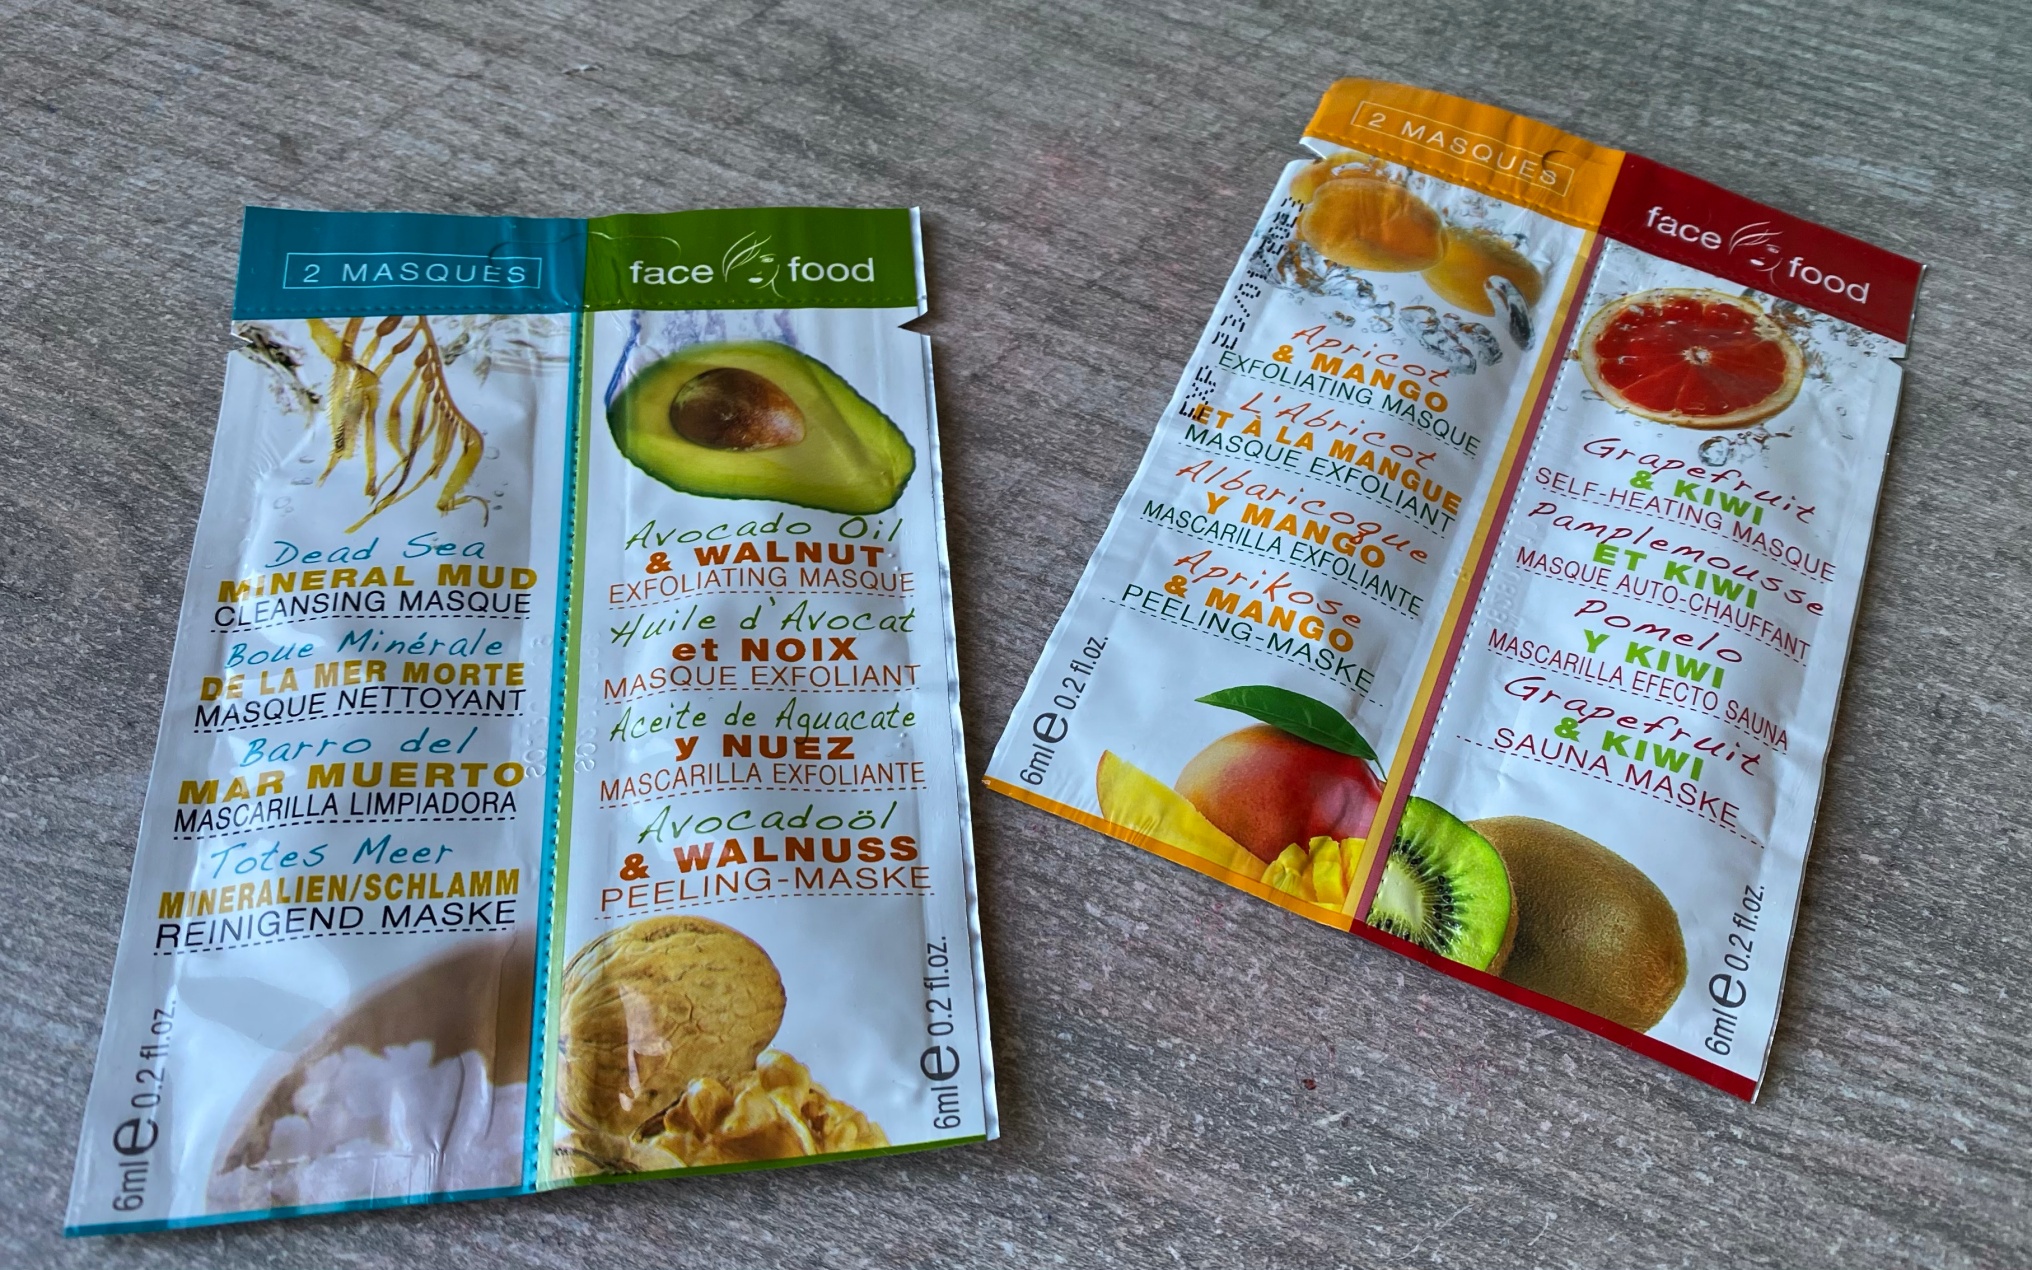 2 MASQUES
Dead Sea
MINERAL MUD
CLEANSING MASQUE
Boue Minérale
DE LA MER MORTE
MASQUE NETTOYANT
Barro del
MAR MUERTO
MASCARILLA LIMPIADORA
Totes Meer
MINERALIEN/SCHLAMM
REINIGEND MASKE
6ml e 0.2 fl.oz.
face food
Avocado Oil
& WALNUT
EXFOLIATING MASQUE
Huile d'Avocat
et NOIX
MASQUE EXFOLIANT
Aceite de Aguacate
y NUEZ
MASCARILLA EXFOLIANTE
Avocadoöl
& WALNUSS
PEELING-MASKE
6ml e 0.2 fl.oz.
2 MASQUES
Apricot
& MANGO
EXFOLIATING MASQUE
L'Abricot
ET À LA MANGUE
MASQUE EXFOLIANT
Albaricoque
Y MANGO
MASCARILLA EXFOLIANTE
Aprikose
& MANGO
PEELING-MASKE
6ml e 0.2 fl.oz.
face food
Grapefruit
& KIWI
SELF-HEATING MASQUE
Pamplemousse
ET KIWI
MASQUE AUTO-CHAUFFANT
Pomelo
Y KIWI
MASCARILLA EFECTO SAUNA
Grapefruit
& KIWI
SAUNA MASKE
6ml e 0.2 fl.oz.